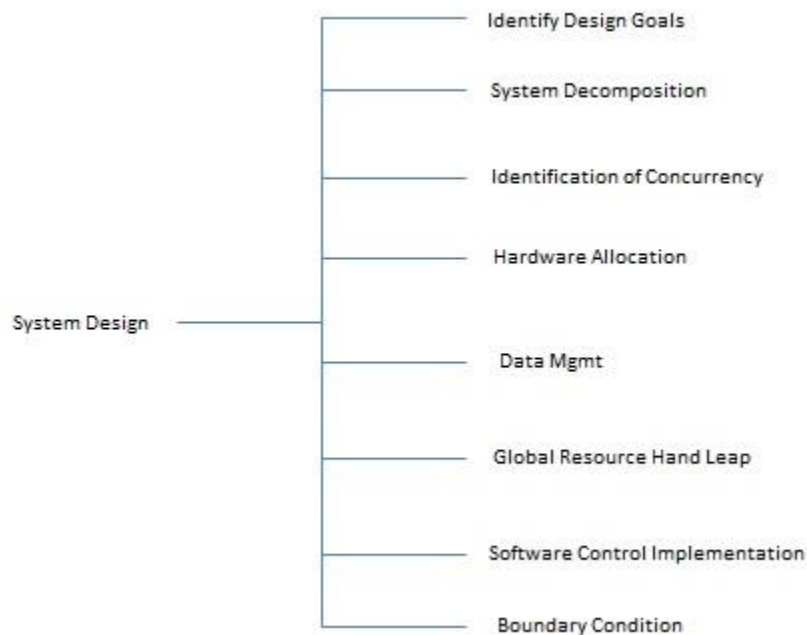 Identify Design Goals
System Decomposition
Identification of Concurrency
Hardware Allocation
System Design
Data Mgmt
Global Resource Hand Leap
Software Control Implementation
Boundary Condition